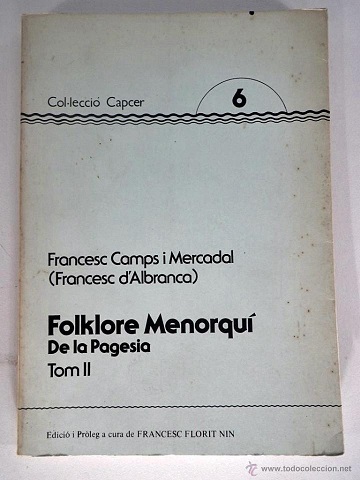 Col·lecció Capcer
6
Francesc Camps i Mercadal
(Francesc d'Albranca)
Folklore Menorquí
De la Pagesia
Tom II
Edició i Pròleg a cura de FRANCESC FLORIT NIN
© www.todocoleccion.net